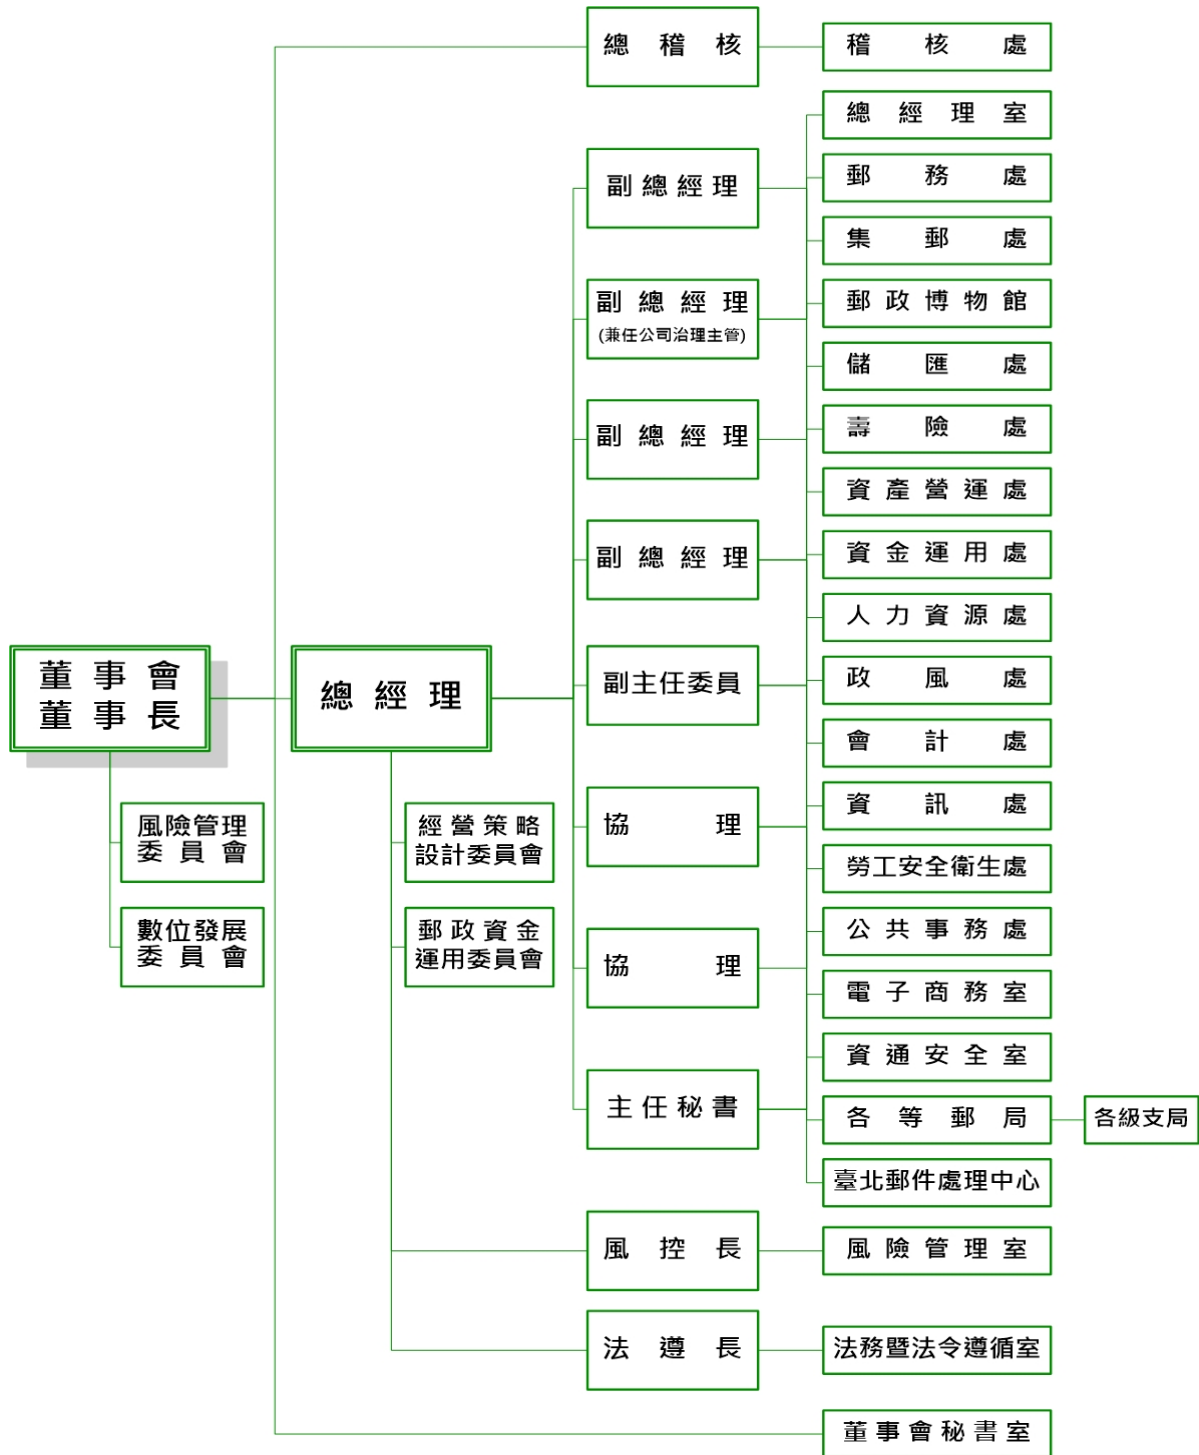 總稽核
稽核處
總經理室
副總經理
郵務處
集郵處
副總經理
(兼任公司治理主管)
郵政博物館
儲匯處
副總經理
壽險處
資產營運處
副總經理
資金運用處
人力資源處
董事會
董事長
總經理
副主任委員
政風處
會計處
風險管理
委員會
經營策略
設計委員會
協理
資訊處
勞工安全衛生處
數位發展
委員會
郵政資金
運用委員會
公共事務處
協理
電子商務室
資通安全室
主任秘書
各等郵局
各級支局
臺北郵件處理中心
風控長
風險管理室
法遵長
法務暨法令遵循室
董事會秘書室